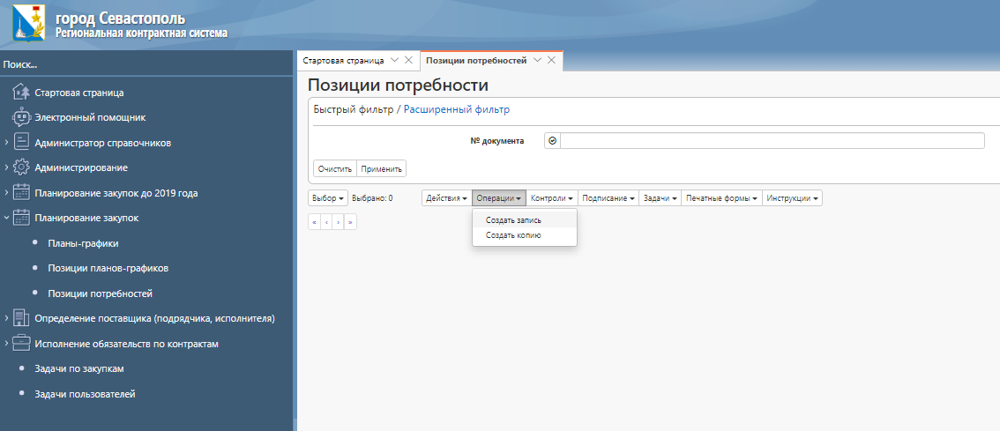 город Севастополь
Региональная контрактная система
Поиск...
Стартовая страница
Электронный помощник
Администратор справочников
Администрирование
Планирование закупок до 2019 года
Планирование закупок
Планы-графики
Позиции планов-графиков
Позиции потребностей
Определение поставщика (подрядчика, исполнителя)
Исполнение обязательств по контрактам
Задачи по закупкам
Задачи пользователей
Стартовая страница Позиции потребностей
Позиции потребности
Быстрый фильтр / Расширенный фильтр
№ документа
Очистить Применить
Выбор Выбрано: 0 Действия Операции Контроли Подписание Задачи Печатные формы Инструкции
« ‹ › »
Создать запись
Создать копию